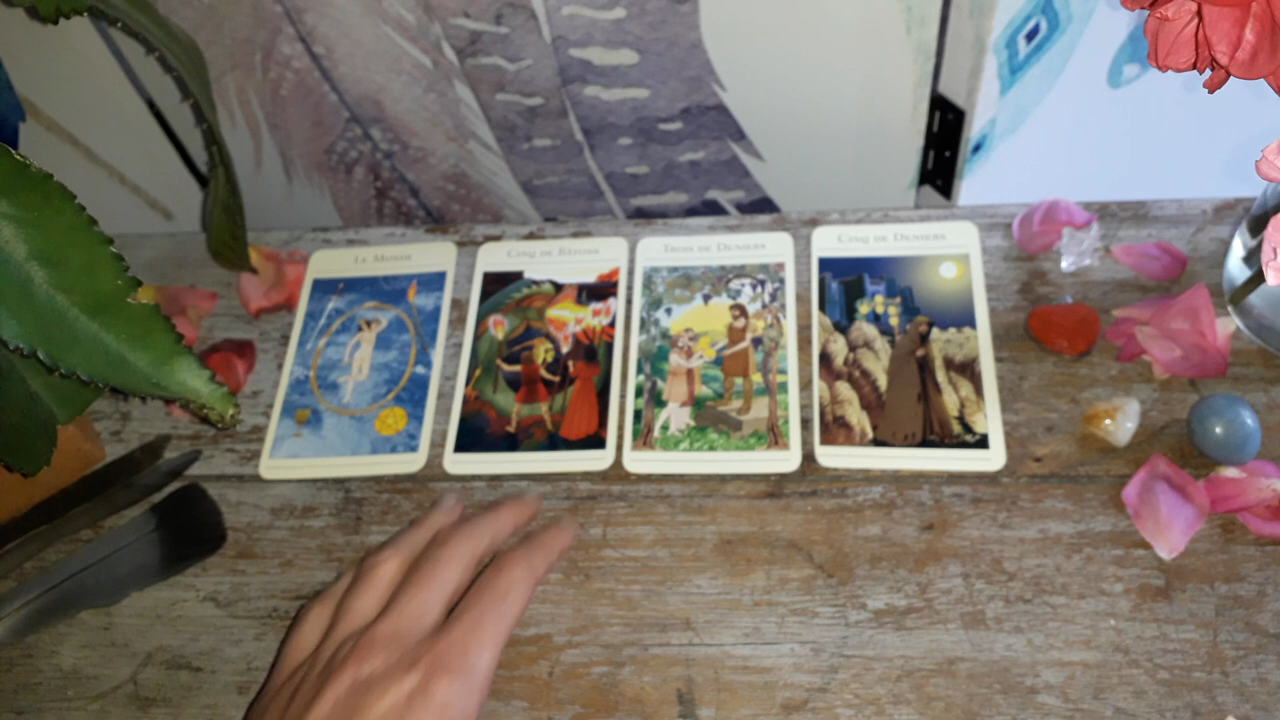 Le Monde
Cinq de Bâtons
Trois de Deniers
Cinq de Deniers